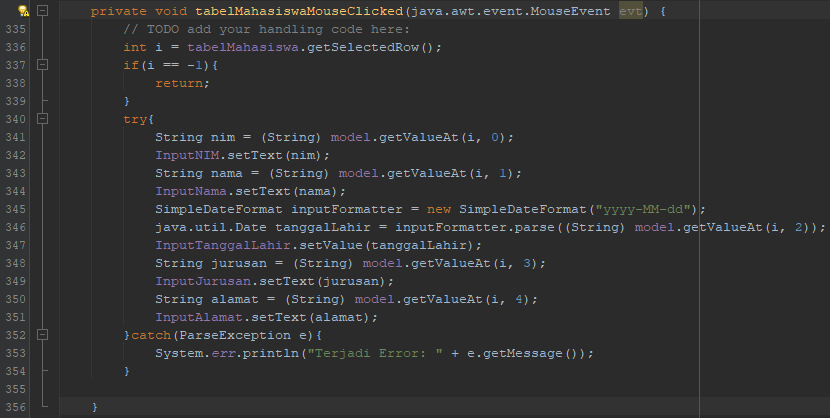 private void tabelMahasiswaMouseClicked(java.awt.event.MouseEvent evt) {
335 // TODO add your handling code here:
336 int i = tabelMahasiswa.getSelectedRow();
337 if(i == -1){
338 return;
339 }
340 try{
341 String nim = (String) model.getValueAt(i, 0);
342 InputNIM.setText(nim);
343 String nama = (String) model.getValueAt(i, 1);
344 InputNama.setText(nama);
345 SimpleDateFormat inputFormatter = new SimpleDateFormat("yyyy-MM-dd");
346 java.util.Date tanggalLahir = inputFormatter.parse((String) model.getValueAt(i, 2));
347 InputTanggalLahir.setValue(tanggalLahir);
348 String jurusan = (String) model.getValueAt(i, 3);
349 InputJurusan.setText(jurusan);
350 String alamat = (String) model.getValueAt(i, 4);
351 InputAlamat.setText(alamat);
352 }catch(ParseException e){
353 System.err.println("Terjadi Error: " + e.getMessage());
354 }
355
356 }